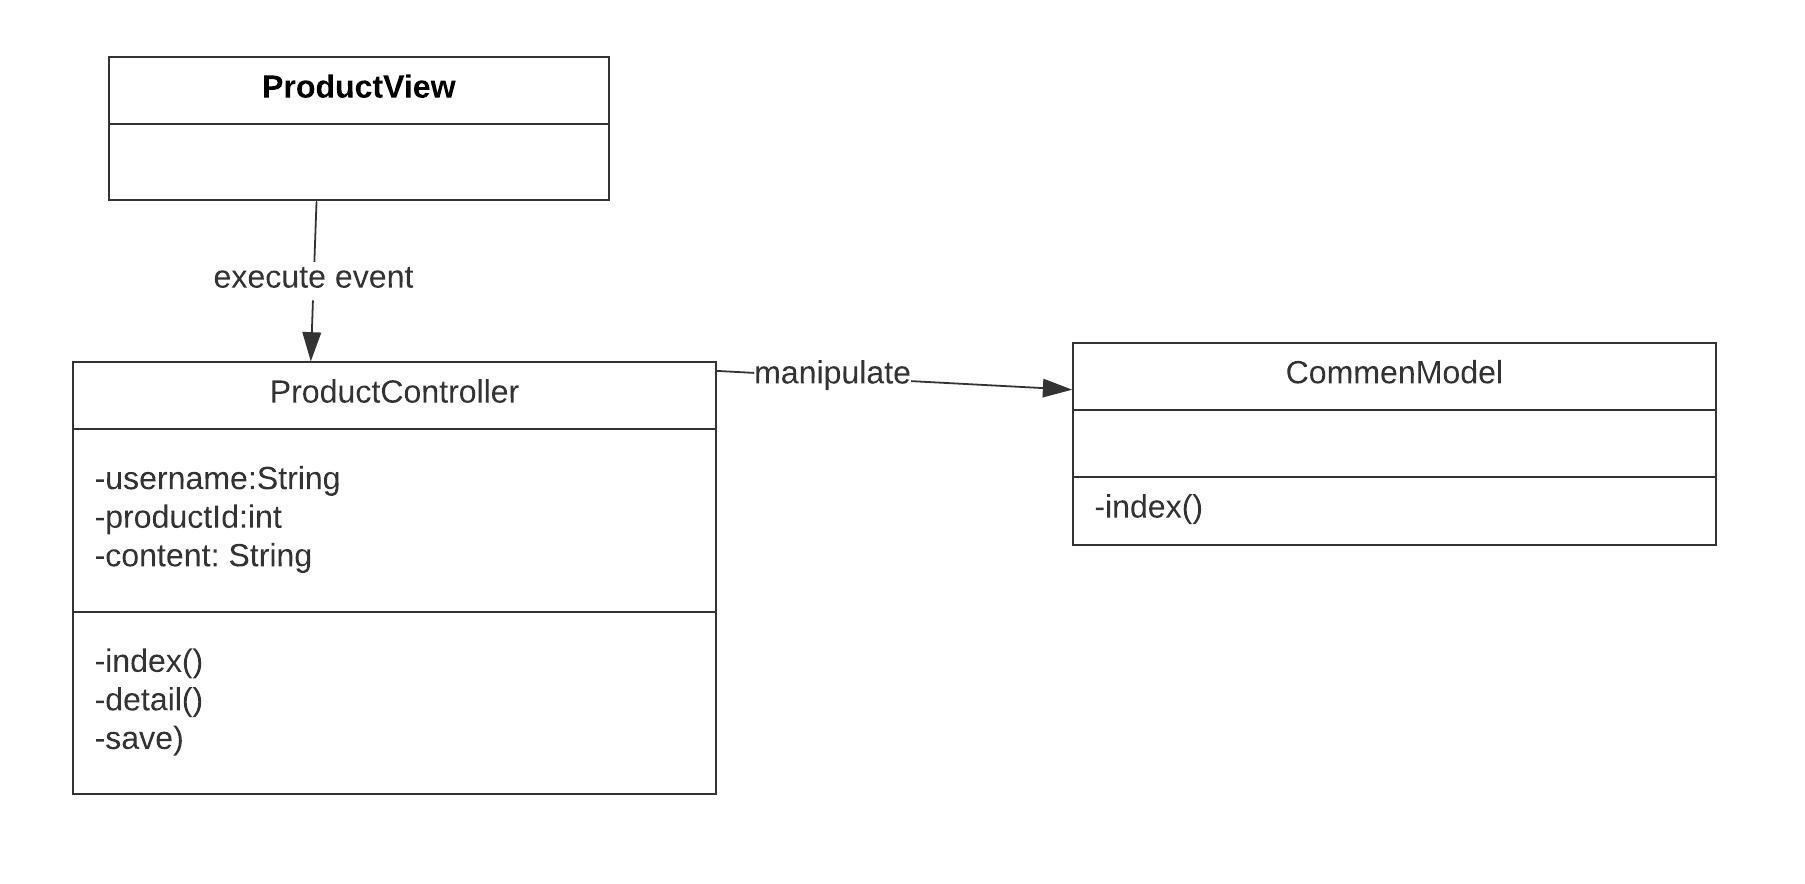 ProductView
execute event
ProductController
-username:String
-productId:int
-content: String
-index()
-detail()
-save)
manipulate
CommenModel
-index()